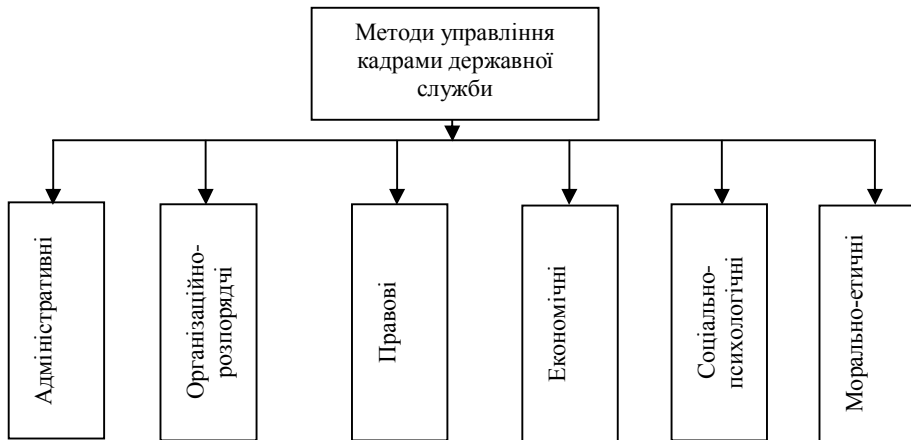 Методи управління
кадрами державної
служби
Адміністративні
Організаційно-
розпорядчі
Правові
Економічні
Соціально-
психологічні
Морально-етичні